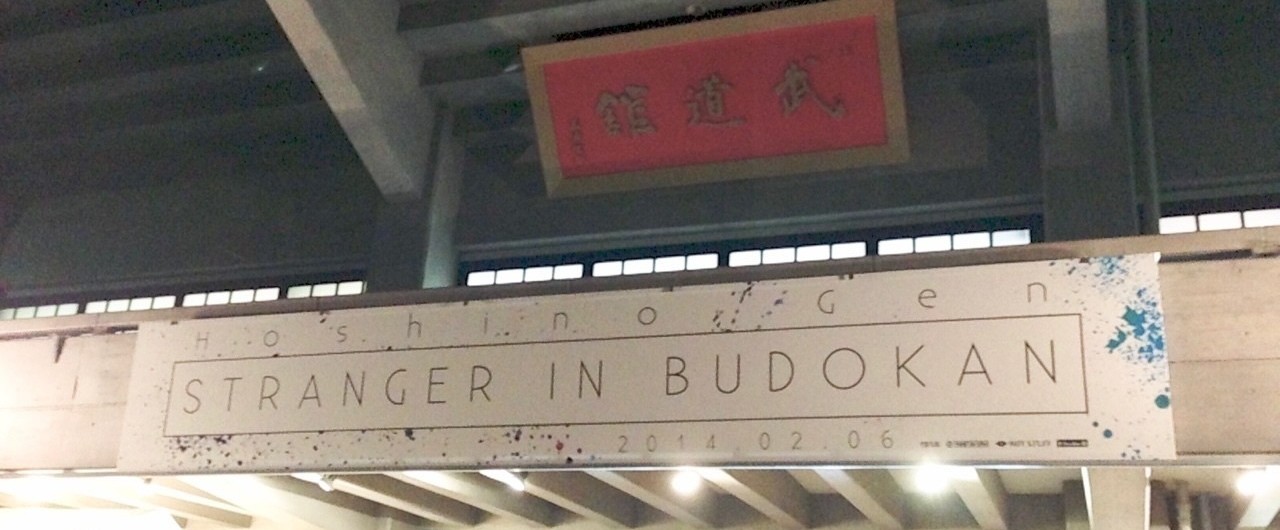 武道館
Hoshino Gen
STRANGER IN BUDOKAN
2014.02.06